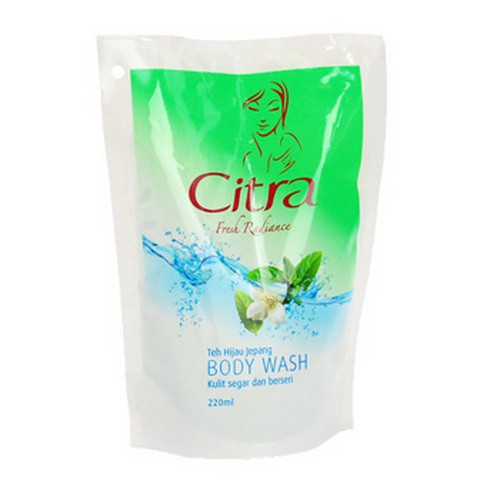 Citra
Fresh Radiance
Teh Hijau Jepang
BODY WASH
Kulit segar dan berseri
220ml